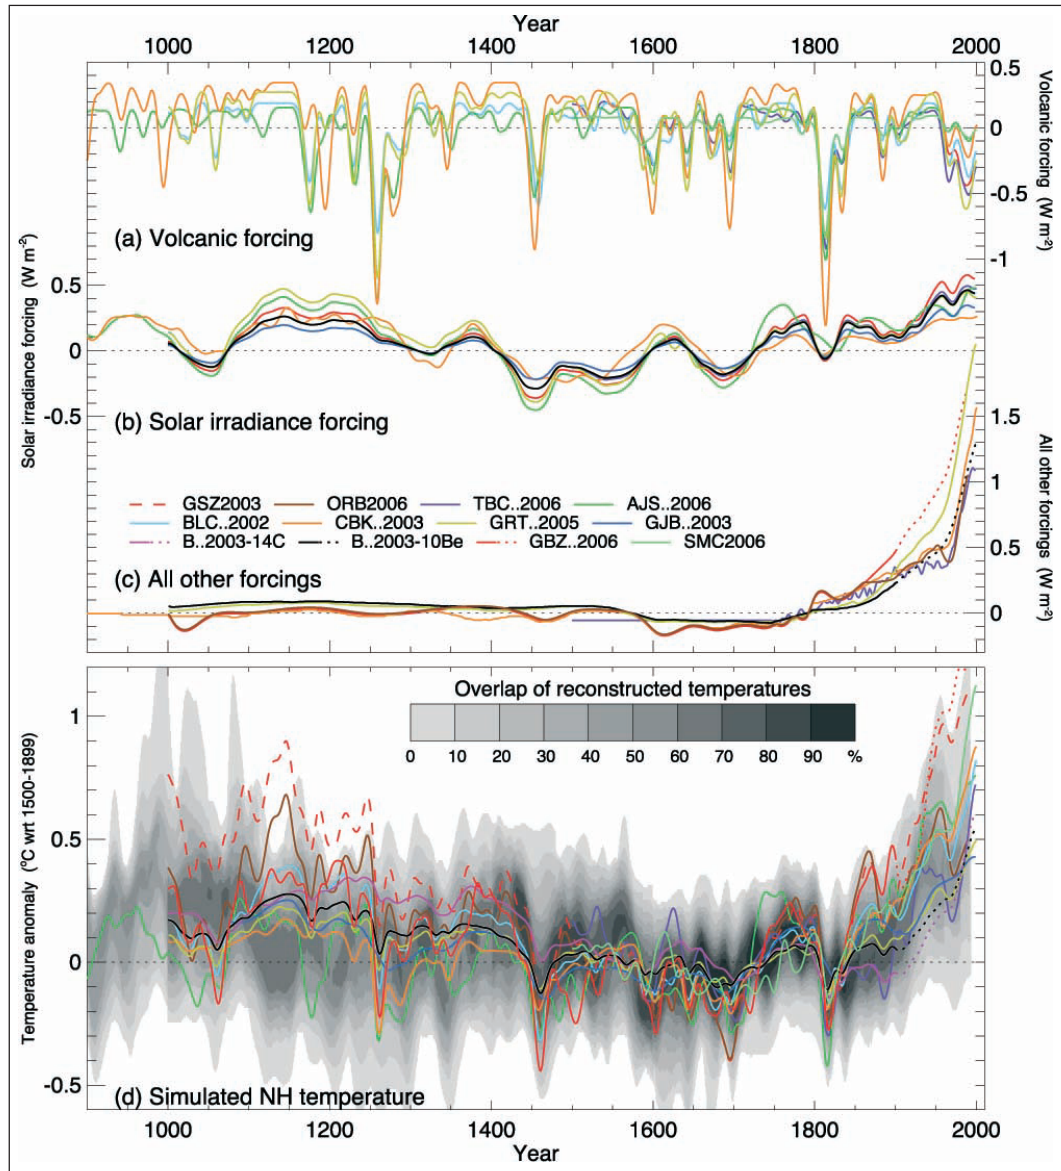 Year
1000 1200 1400 1600 1800 2000
0.5
0
-0.5
-1
Volcanic forcing (W m-2)
(a) Volcanic forcing
0.5
0
-0.5
Solar irradiance forcing (W m-2)
(b) Solar irradiance forcing
1.5
1
0.5
0
All other forcings (W m-2)
GSZ2003 ORB2006 TBC..2006 AJS..2006
BLC..2002 CBK..2003 GRT..2005 GJB..2003
B..2003-14C B..2003-10Be GBZ..2006 SMC2006
(c) All other forcings
Overlap of reconstructed temperatures
0 10 20 30 40 50 60 70 80 90 %
1
0.5
0
-0.5
Temperature anomaly (°C wrt 1500-1899)
(d) Simulated NH temperature
1000 1200 1400 1600 1800 2000
Year